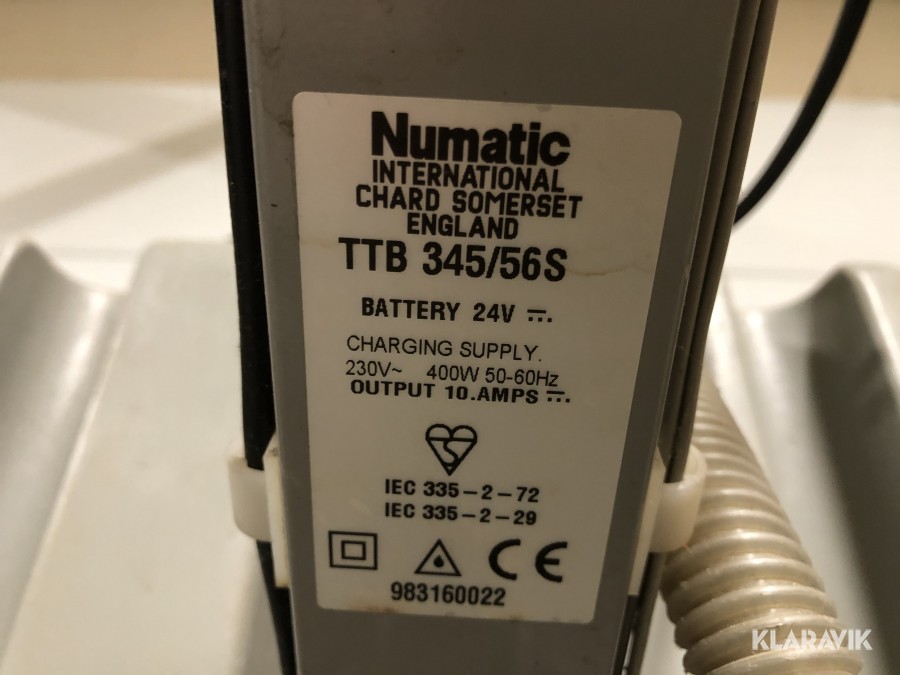 Numatic
INTERNATIONAL
CHARD SOMERSET
ENGLAND
TTB 345/56S
BATTERY 24V ⎓
CHARGING SUPPLY.
230V~ 400W 50-60Hz
OUTPUT 10.AMPS ⎓
S
IEC 335-2-72
IEC 335-2-29
CE
983160022
KLARAVIK